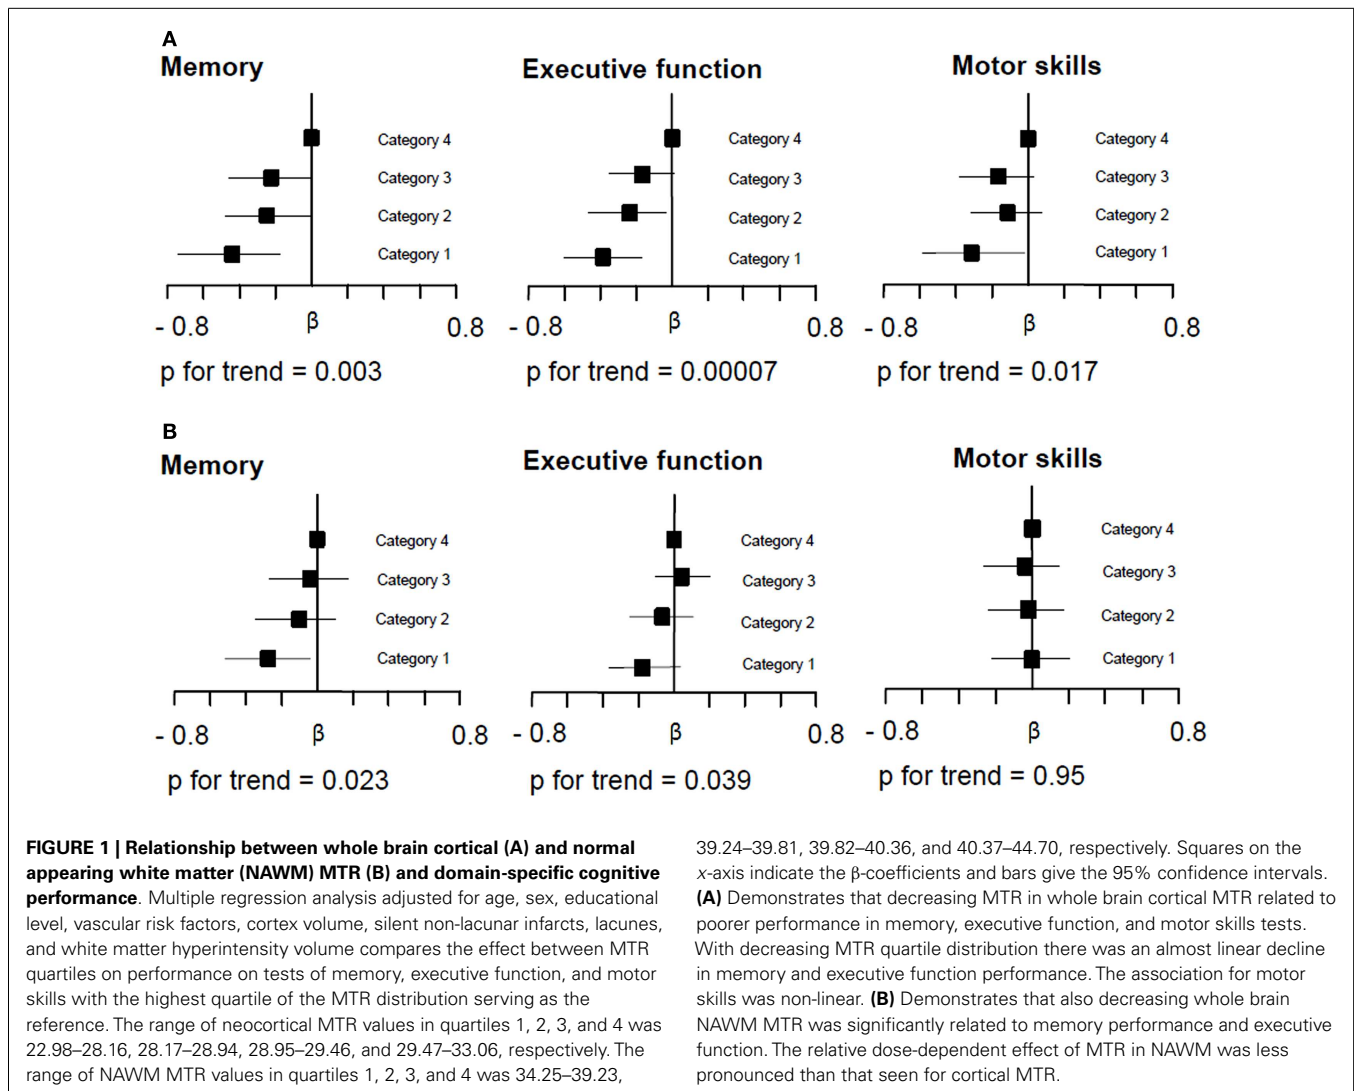 A
Memory
Executive function
Motor skills
Category 4
Category 3
Category 2
Category 1
Category 4
Category 3
Category 2
Category 1
Category 4
Category 3
Category 2
Category 1
- 0.8 β 0.8
- 0.8 β 0.8
- 0.8 β 0.8
p for trend = 0.003
p for trend = 0.00007
p for trend = 0.017
B
Memory
Executive function
Motor skills
Category 4
Category 3
Category 2
Category 1
Category 4
Category 3
Category 2
Category 1
Category 4
Category 3
Category 2
Category 1
- 0.8 β 0.8
- 0.8 β 0.8
- 0.8 β 0.8
p for trend = 0.023
p for trend = 0.039
p for trend = 0.95
FIGURE 1 | Relationship between whole brain cortical (A) and normal
appearing white matter (NAWM) MTR (B) and domain-specific cognitive
performance. Multiple regression analysis adjusted for age, sex, educational
level, vascular risk factors, cortex volume, silent non-lacunar infarcts, lacunes,
and white matter hyperintensity volume compares the effect between MTR
quartiles on performance on tests of memory, executive function, and motor
skills with the highest quartile of the MTR distribution serving as the
reference. The range of neocortical MTR values in quartiles 1, 2, 3, and 4 was
22.98–28.16, 28.17–28.94, 28.95–29.46, and 29.47–33.06, respectively. The
range of NAWM MTR values in quartiles 1, 2, 3, and 4 was 34.25–39.23,
39.24–39.81, 39.82–40.36, and 40.37–44.70, respectively. Squares on the
x-axis indicate the β-coefficients and bars give the 95% confidence intervals.
(A) Demonstrates that decreasing MTR in whole brain cortical MTR related to
poorer performance in memory, executive function, and motor skills tests.
With decreasing MTR quartile distribution there was an almost linear decline
in memory and executive function performance. The association for motor
skills was non-linear. (B) Demonstrates that also decreasing whole brain
NAWM MTR was significantly related to memory performance and executive
function. The relative dose-dependent effect of MTR in NAWM was less
pronounced than that seen for cortical MTR.